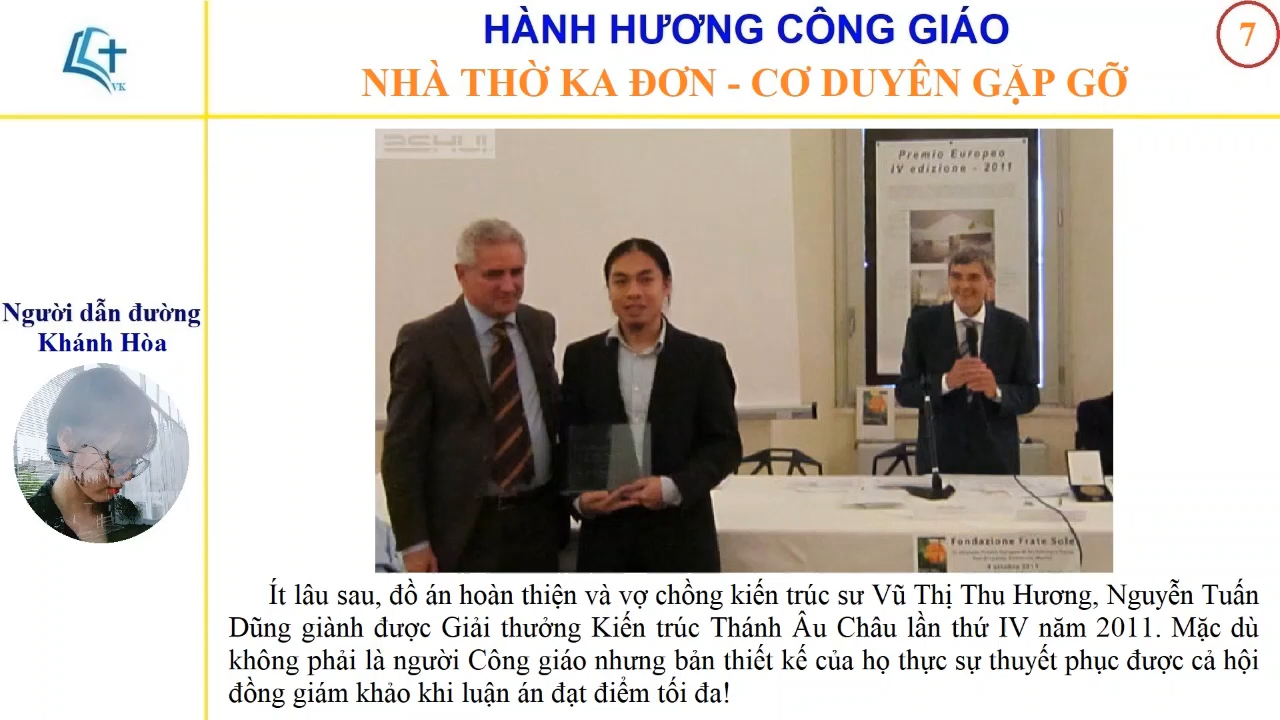 HÀNH HƯƠNG CÔNG GIÁO
7
NHÀ THỜ KA ĐƠN - CƠ DUYÊN GẶP GỠ
VK
ASHUI
Premio Europeo
IV edizione - 2011
Người dẫn đường
Khánh Hòa
Fondazione Frate Sole
Ít lâu sau, đồ án hoàn thiện và vợ chồng kiến trúc sư Vũ Thị Thu Hương, Nguyễn Tuấn
Dũng giành được Giải thưởng Kiến trúc Thánh Âu Châu lần thứ IV năm 2011. Mặc dù
không phải là người Công giáo nhưng bản thiết kế của họ thực sự thuyết phục được cả hội
đồng giám khảo khi luận án đạt điểm tối đa!